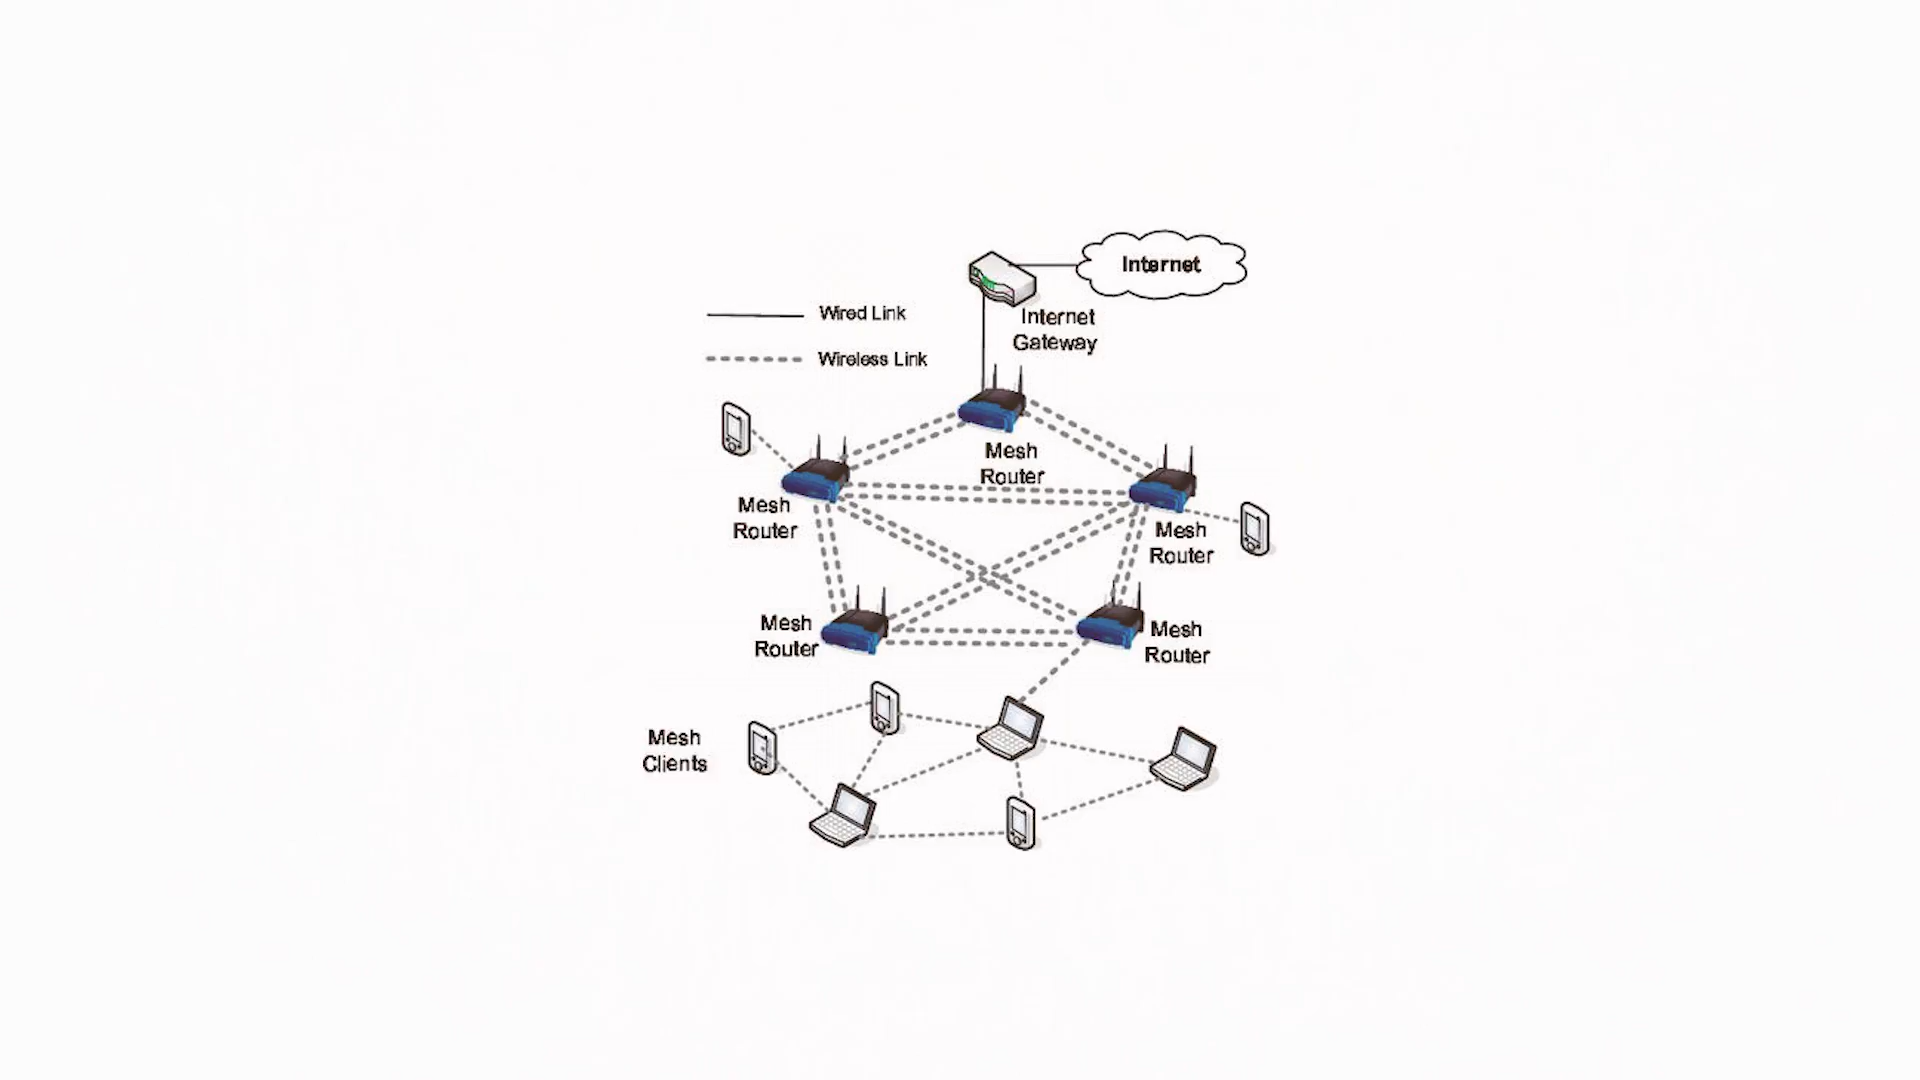 Internet
Internet
Gateway
Wired Link
Wireless Link
Mesh
Router
Mesh
Router
Mesh
Router
Mesh
Router
Mesh
Router
Mesh
Clients